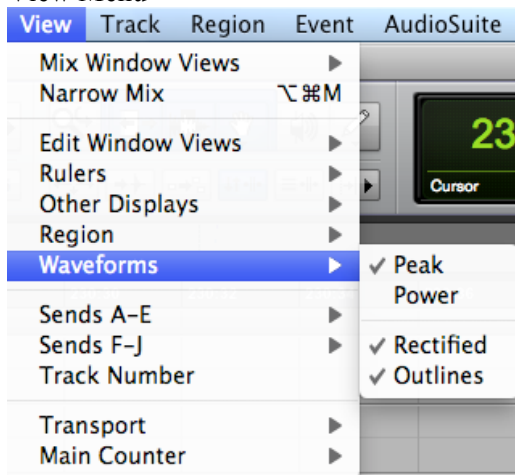 View Track Region Event AudioSuite
Mix Window Views
Narrow Mix ⌥⌘M
Edit Window Views
Rulers
Other Displays
Region
Waveforms
Sends A–E
Sends F–J
Track Number
Transport
Main Counter
23
Cursor
✓ Peak
Power
✓ Rectified
✓ Outlines